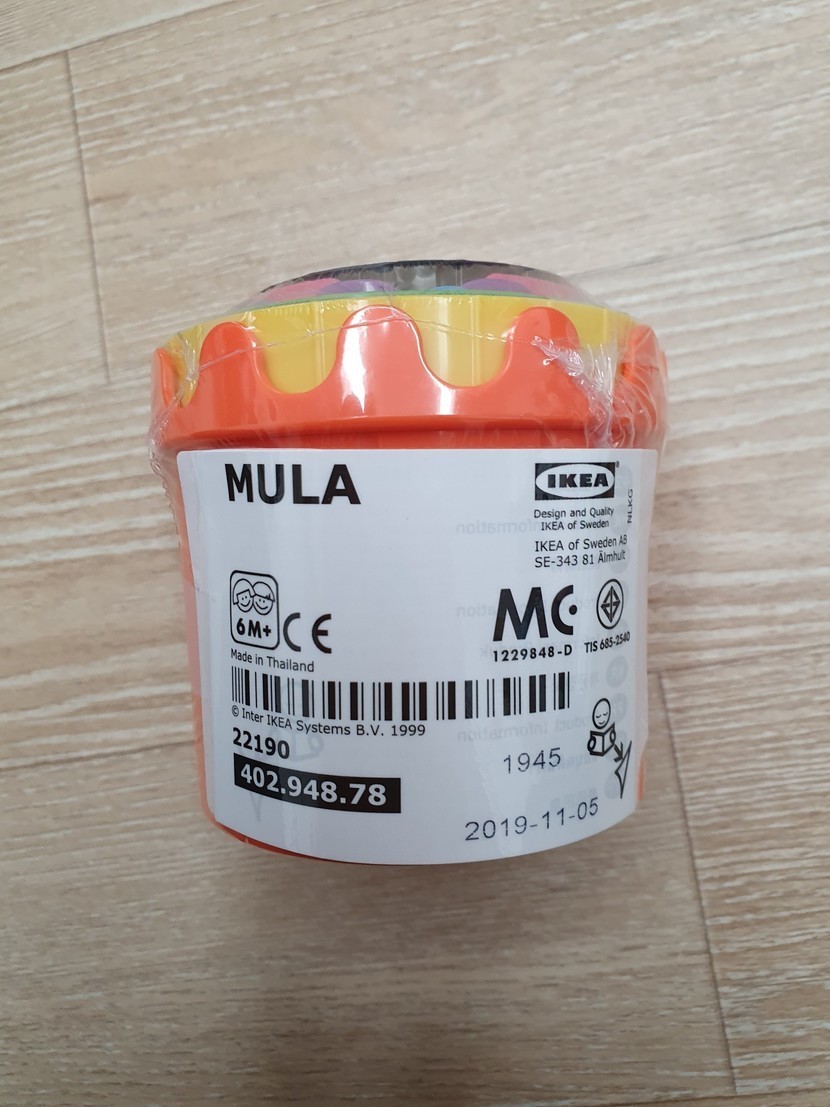 MULA
IKEA
Design and Quality
IKEA of Sweden
NLKG
IKEA of Sweden AB
SE-343 81 Älmhult
6M+
CE
Made in Thailand
MC
1229848-D
TIS 685-2540
© Inter IKEA Systems B.V. 1999
22190
402.948.78
1945
2019-11-05